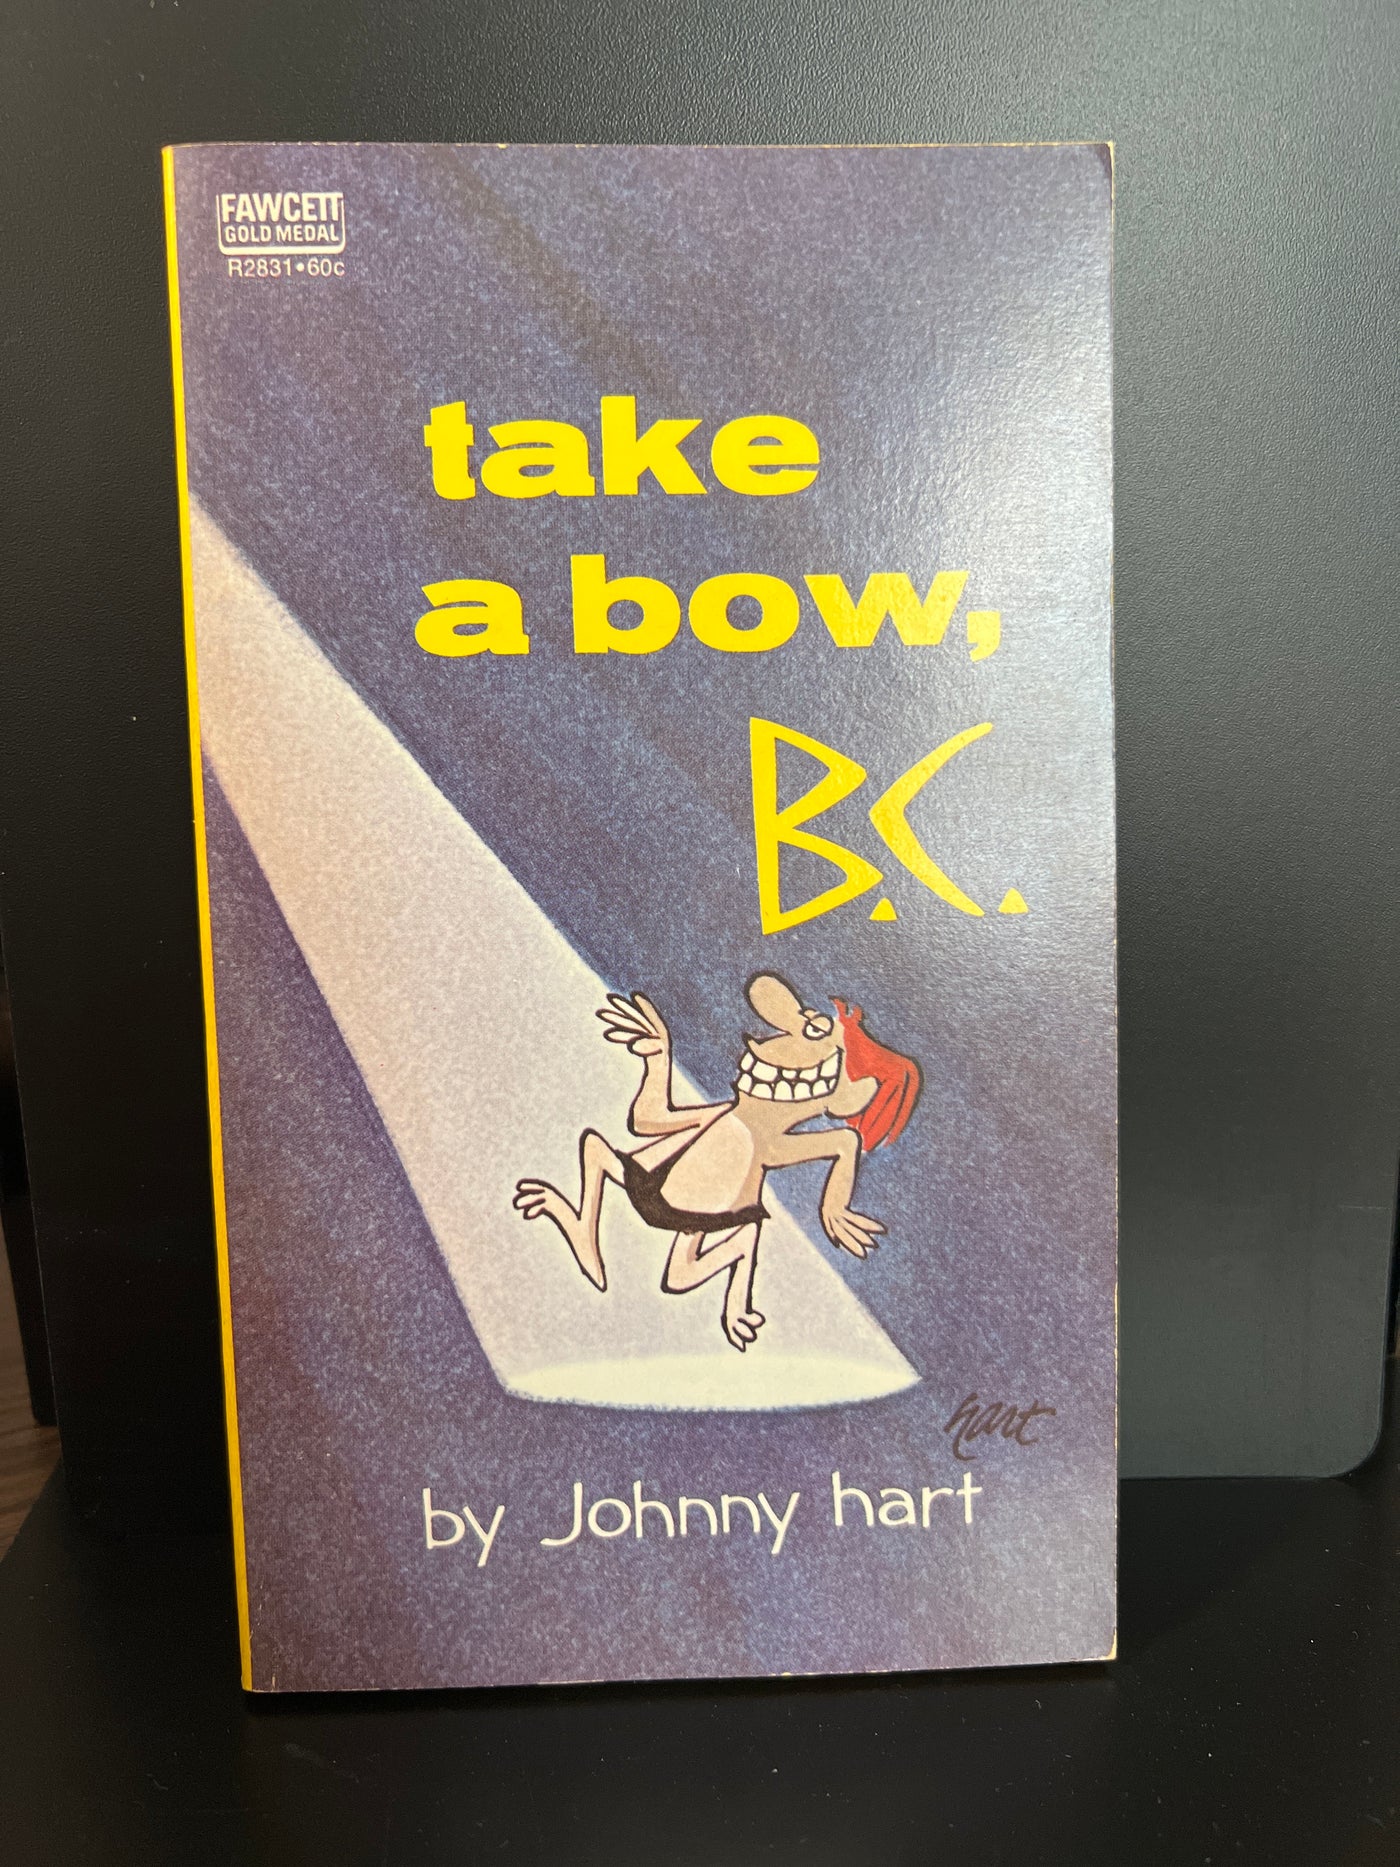 FAWCETT
GOLD MEDAL
R2831•60c
take
a bow,
B.C.
hart
by Johnny hart